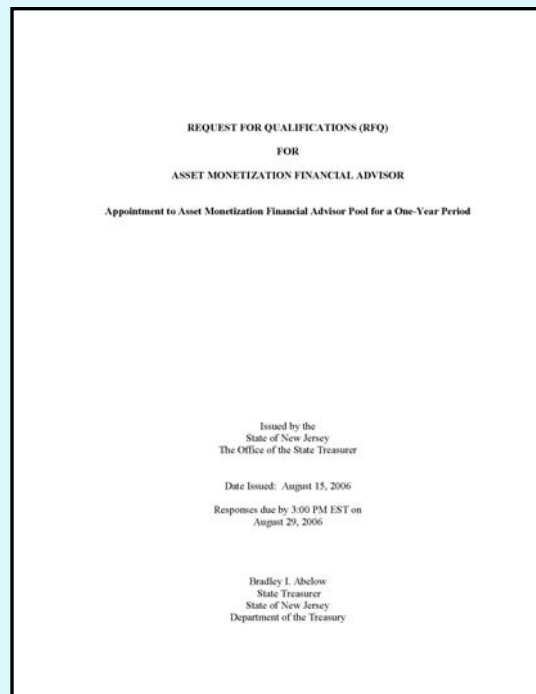 REQUEST FOR QUALIFICATIONS (RFQ)
FOR
ASSET MONETIZATION FINANCIAL ADVISOR
Appointment to Asset Monetization Financial Advisor Pool for a One-Year Period
Issued by the
State of New Jersey
The Office of the State Treasurer
Date Issued: August 15, 2006
Responses due by 3:00 PM EST on
August 29, 2006
Bradley I. Abelow
State Treasurer
State of New Jersey
Department of the Treasury